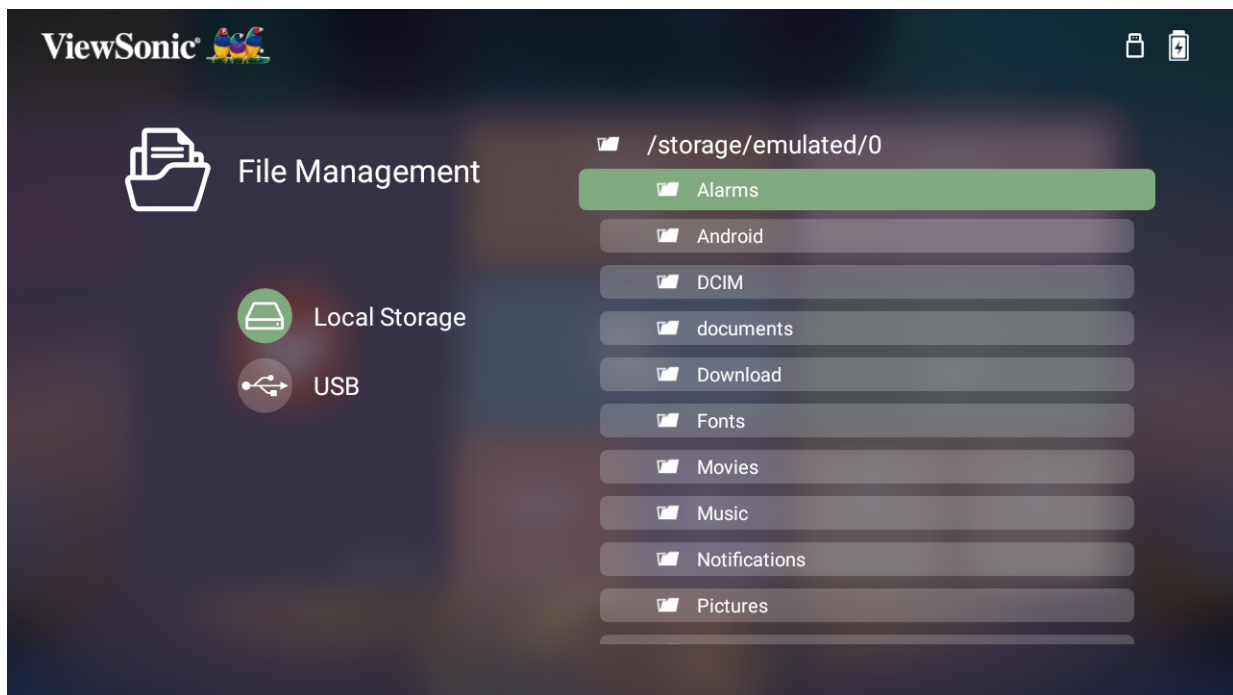 ViewSonic®
File Management
Local Storage
USB
/storage/emulated/0
Alarms
Android
DCIM
documents
Download
Fonts
Movies
Music
Notifications
Pictures